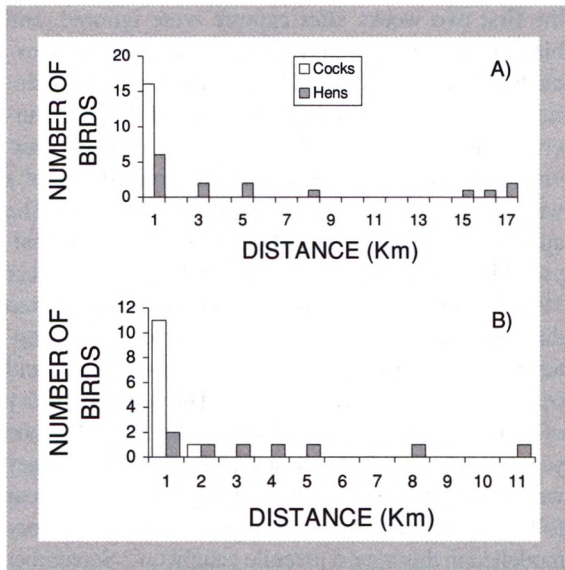 A)
Cocks
Hens
NUMBER OF
BIRDS
20
15
10
5
0
1 3 5 7 9 11 13 15 17
DISTANCE (Km)
B)
NUMBER OF
BIRDS
12
10
8
6
4
2
0
1 2 3 4 5 6 7 8 9 10 11
DISTANCE (Km)